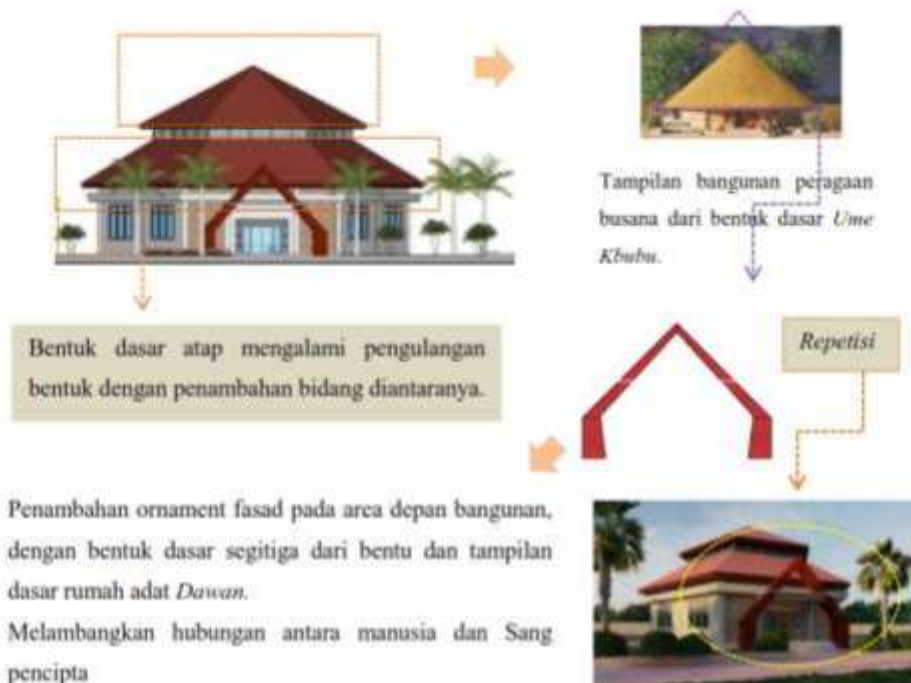 Tampilan bangunan peragaan
busana dari bentuk dasar Ume
Kbubu.
Bentuk dasar atap mengalami pengulangan
bentuk dengan penambahan bidang diantaranya.
Repetisi
Penambahan ornament fasad pada area depan bangunan,
dengan bentuk dasar segitiga dari bentu dan tampilan
dasar rumah adat Dawan.
Melambangkan hubungan antara manusia dan Sang
pencipta